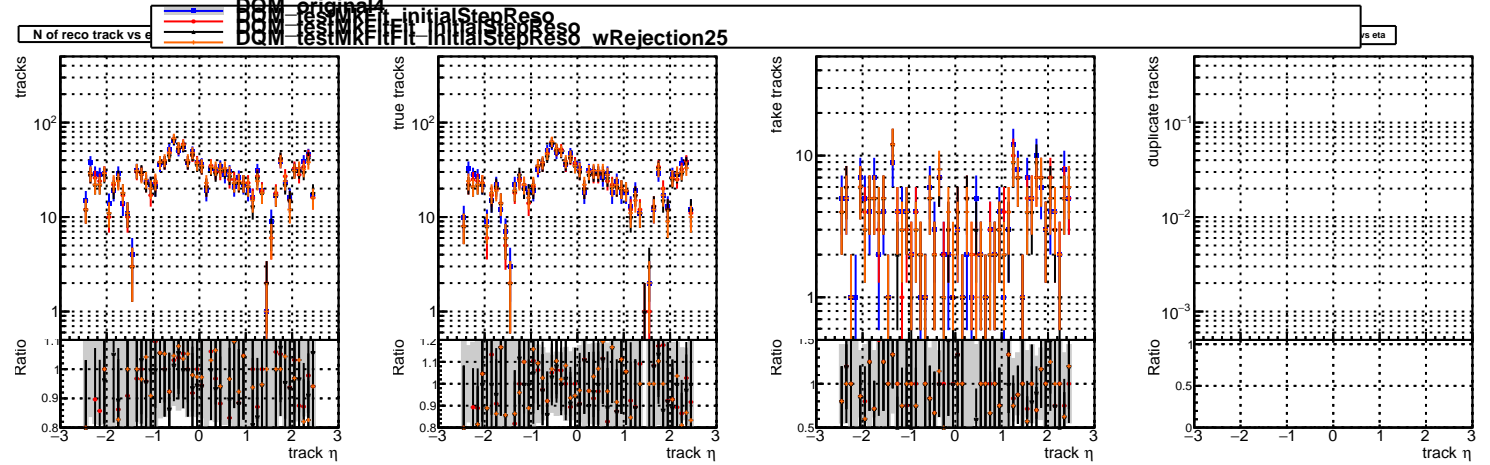 DQM_original4
DQM_testMkFit_initialStepReso
DQM_testMkFitFit_initialStepReso
DQM_testMkFitFit_initialStepReso_wRejection25
N of reco track vs e
vs eta
tracks
10²
10
1
Ratio
1.1
1
0.9
0.8
−3 −2 −1 0 1 2 3
track η
true tracks
10²
10
1
Ratio
1.2
1.1
1
0.9
0.8
−3 −2 −1 0 1 2 3
track η
fake tracks
10
1
Ratio
1.5
1
0.5
−3 −2 −1 0 1 2 3
track η
duplicate tracks
10⁻¹
10⁻²
10⁻³
Ratio
1
0.5
0
−3 −2 −1 0 1 2 3
track η